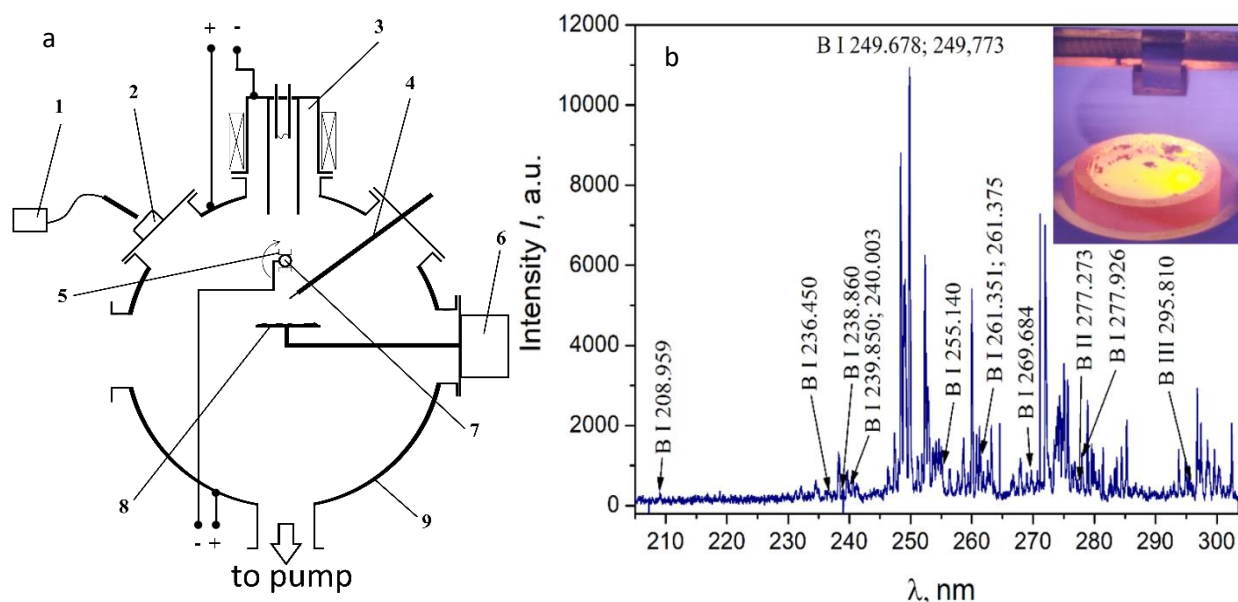 a
+ -
3
4
1
2
5
6
7
8
9
- +
to pump
b
B I 249.678; 249,773
12000
10000
8000
6000
4000
2000
0
Intensity I, a.u.
B I 208.959
B I 236.450
B I 238.860
B I 239.850; 240.003
B I 255.140
B I 261.351; 261.375
B I 269.684
B II 277.273
B I 277.926
B III 295.810
210 220 230 240 250 260 270 280 290 300
λ, nm